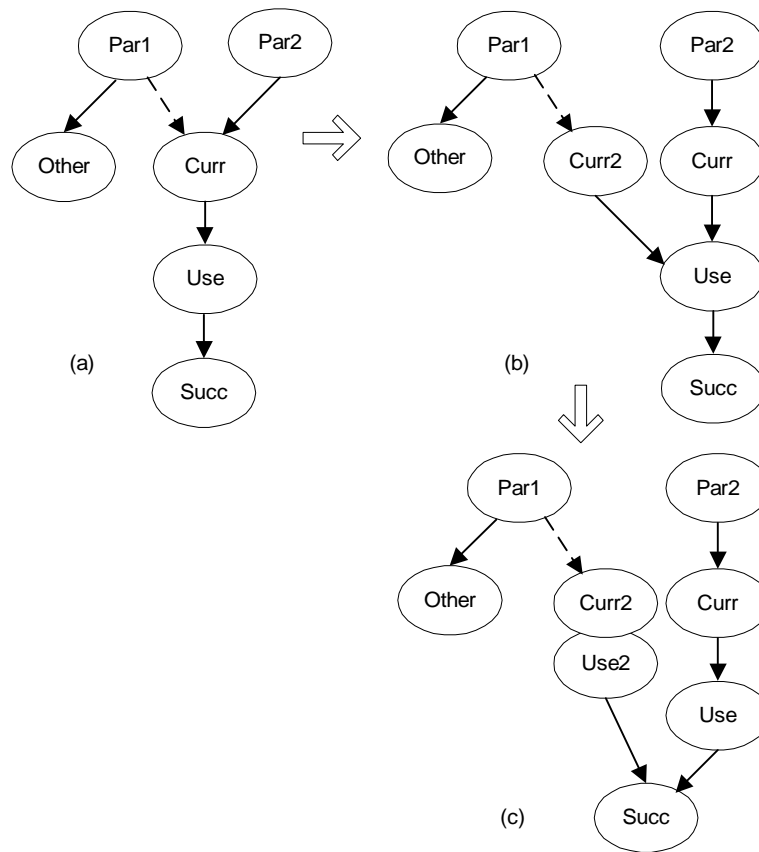 Par1
Par2
Other
Curr
Use
Succ
(a)
Par1
Par2
Other
Curr2
Curr
Use
Succ
(b)
Par1
Par2
Other
Curr2
Curr
Use2
Use
Succ
(c)